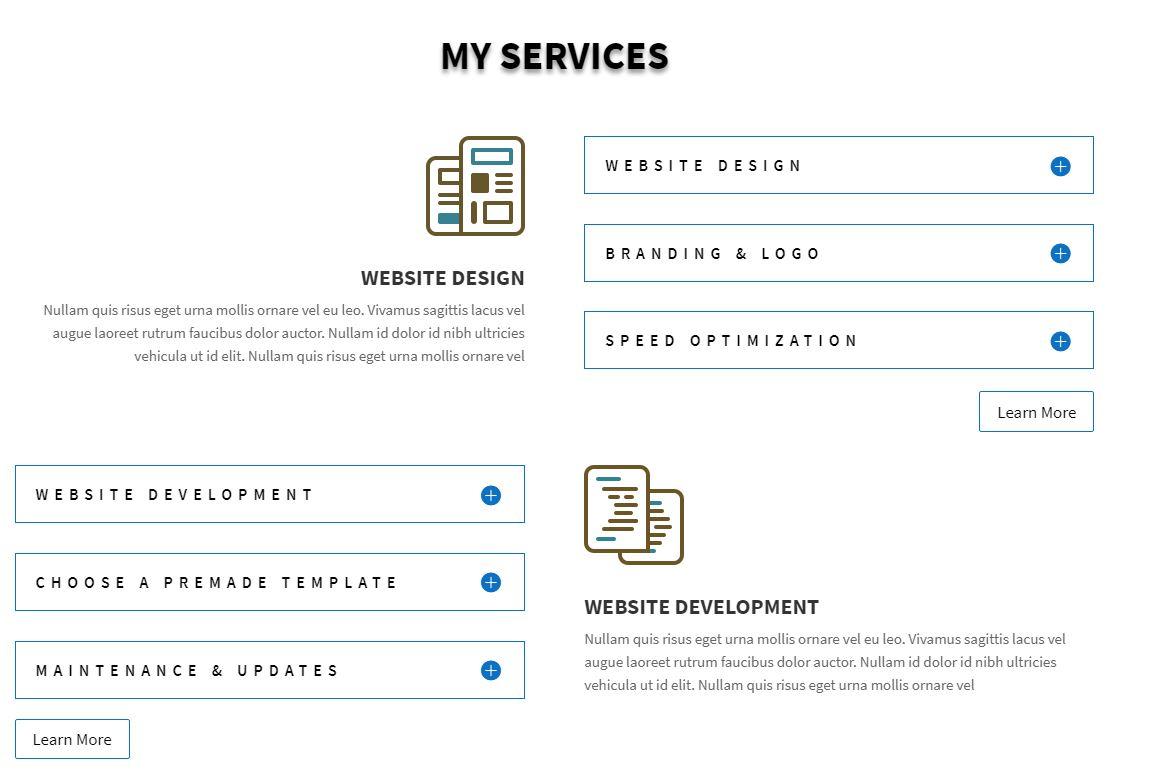 MY SERVICES
WEBSITE DESIGN
Nullam quis risus eget urna mollis ornare vel eu leo. Vivamus sagittis lacus vel
augue laoreet rutrum faucibus dolor auctor. Nullam id dolor id nibh ultricies
vehicula ut id elit. Nullam quis risus eget urna mollis ornare vel
WEBSITE DESIGN
BRANDING & LOGO
SPEED OPTIMIZATION
Learn More
WEBSITE DEVELOPMENT
CHOOSE A PREMADE TEMPLATE
MAINTENANCE & UPDATES
Learn More
WEBSITE DEVELOPMENT
Nullam quis risus eget urna mollis ornare vel eu leo. Vivamus sagittis lacus vel
augue laoreet rutrum faucibus dolor auctor. Nullam id dolor id nibh ultricies
vehicula ut id elit. Nullam quis risus eget urna mollis ornare vel